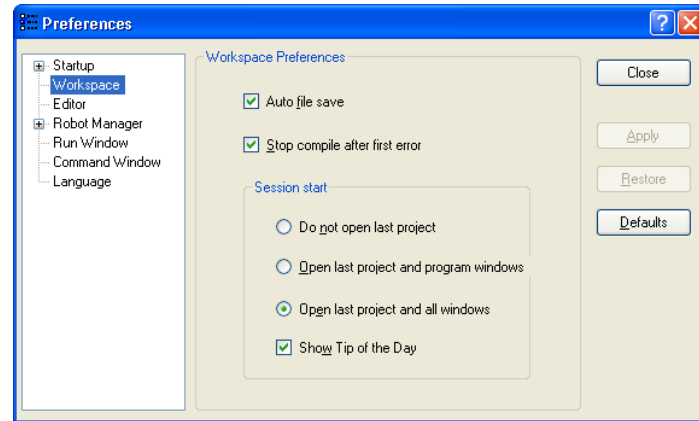 Preferences
Startup
Workspace
Editor
Robot Manager
Run Window
Command Window
Language
Workspace Preferences
Auto file save
Stop compile after first error
Session start
Do not open last project
Open last project and program windows
Open last project and all windows
Show Tip of the Day
Close
Apply
Restore
Defaults